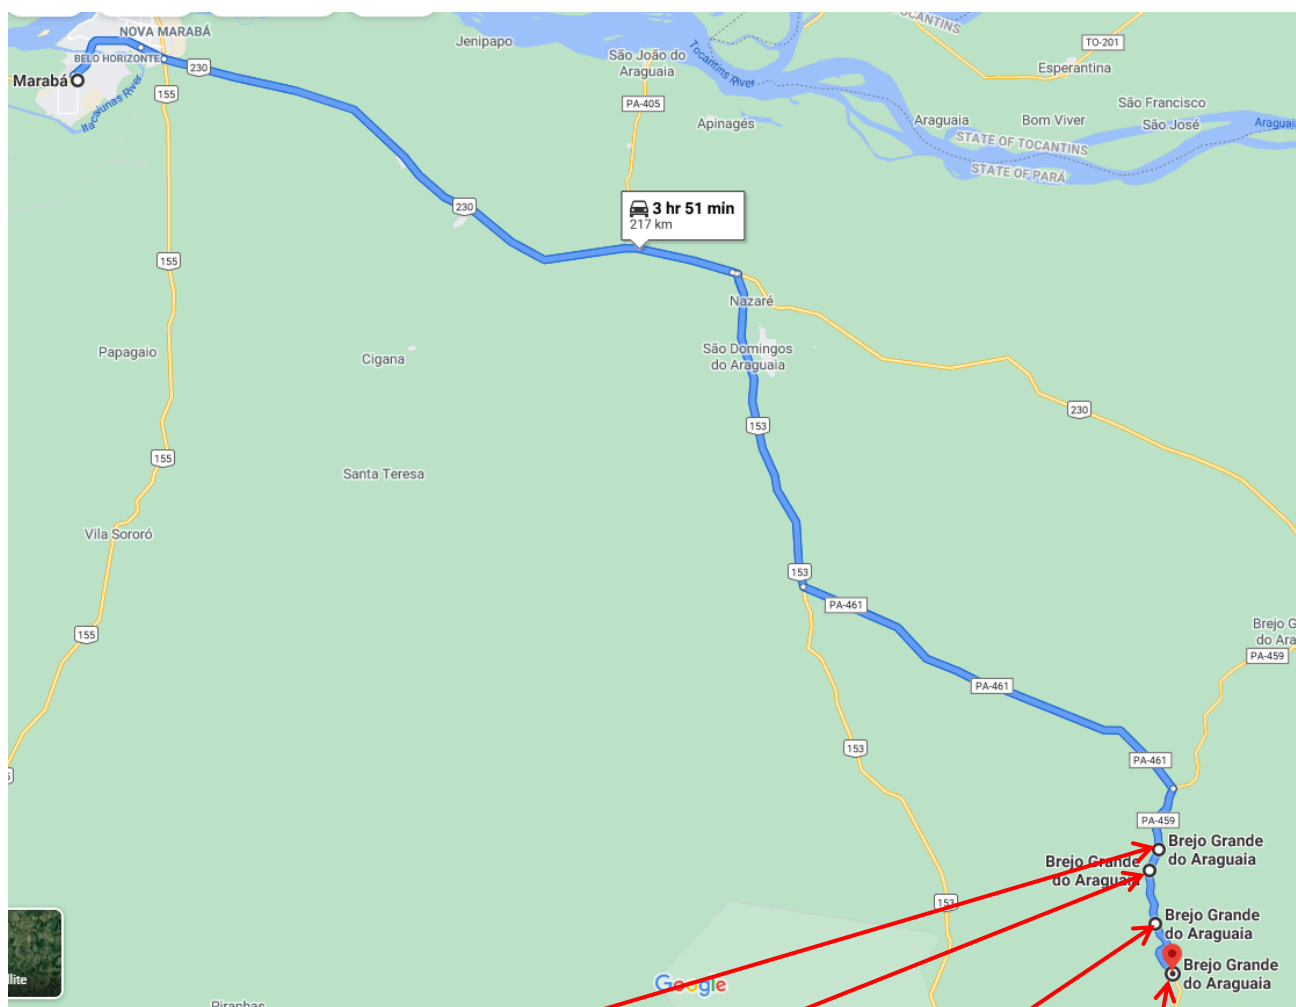 NOVA MARABÁ
BELO HORIZONTE
Marabá
Itacaiunas River
230
155
Jenipapo
São João do
Araguaia
PA-405
Tocantins River
TOCANTINS
TO-201
Esperantina
São Francisco
São José
Apinagés
Araguaia
Bom Viver
STATE OF TOCANTINS
STATE OF PARÁ
230
3 hr 51 min
217 km
155
Nazaré
São Domingos
do Araguaia
Papagaio
Cigana
230
153
155
Santa Teresa
Vila Sororó
153
PA-461
155
Brejo G
do Ara
PA-459
PA-461
153
PA-461
PA-459
Brejo Grande
do Araguaia
Brejo Grande
do Araguaia
153
Brejo Grande
do Araguaia
Brejo Grande
do Araguaia
llite
Google
Piranhas